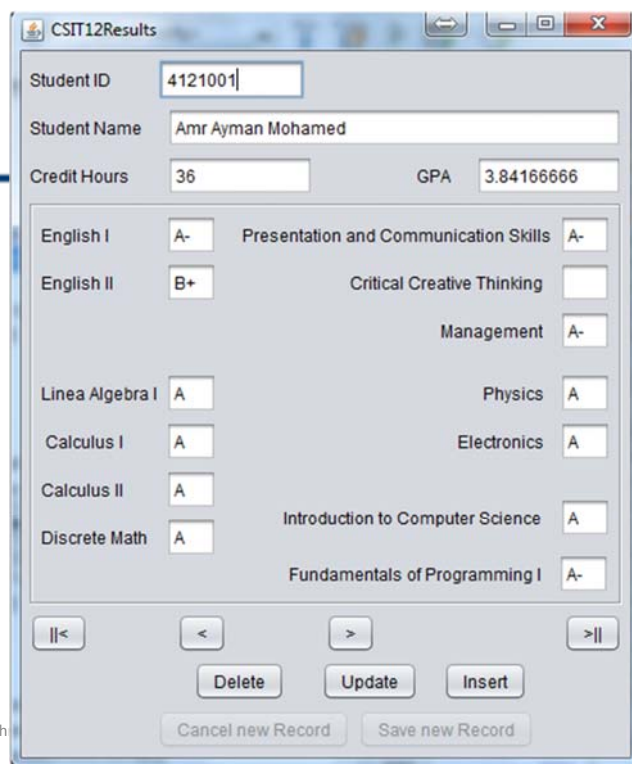 CSIT12Results
Student ID 4121001
Student Name Amr Ayman Mohamed
Credit Hours 36 GPA 3.84166666
English I A- Presentation and Communication Skills A-
English II B+ Critical Creative Thinking
Management A-
Linea Algebra I A Physics A
Calculus I A Electronics A
Calculus II A
Introduction to Computer Science A
Discrete Math A
Fundamentals of Programming I A-
||< < > >||
Delete Update Insert
Cancel new Record Save new Record